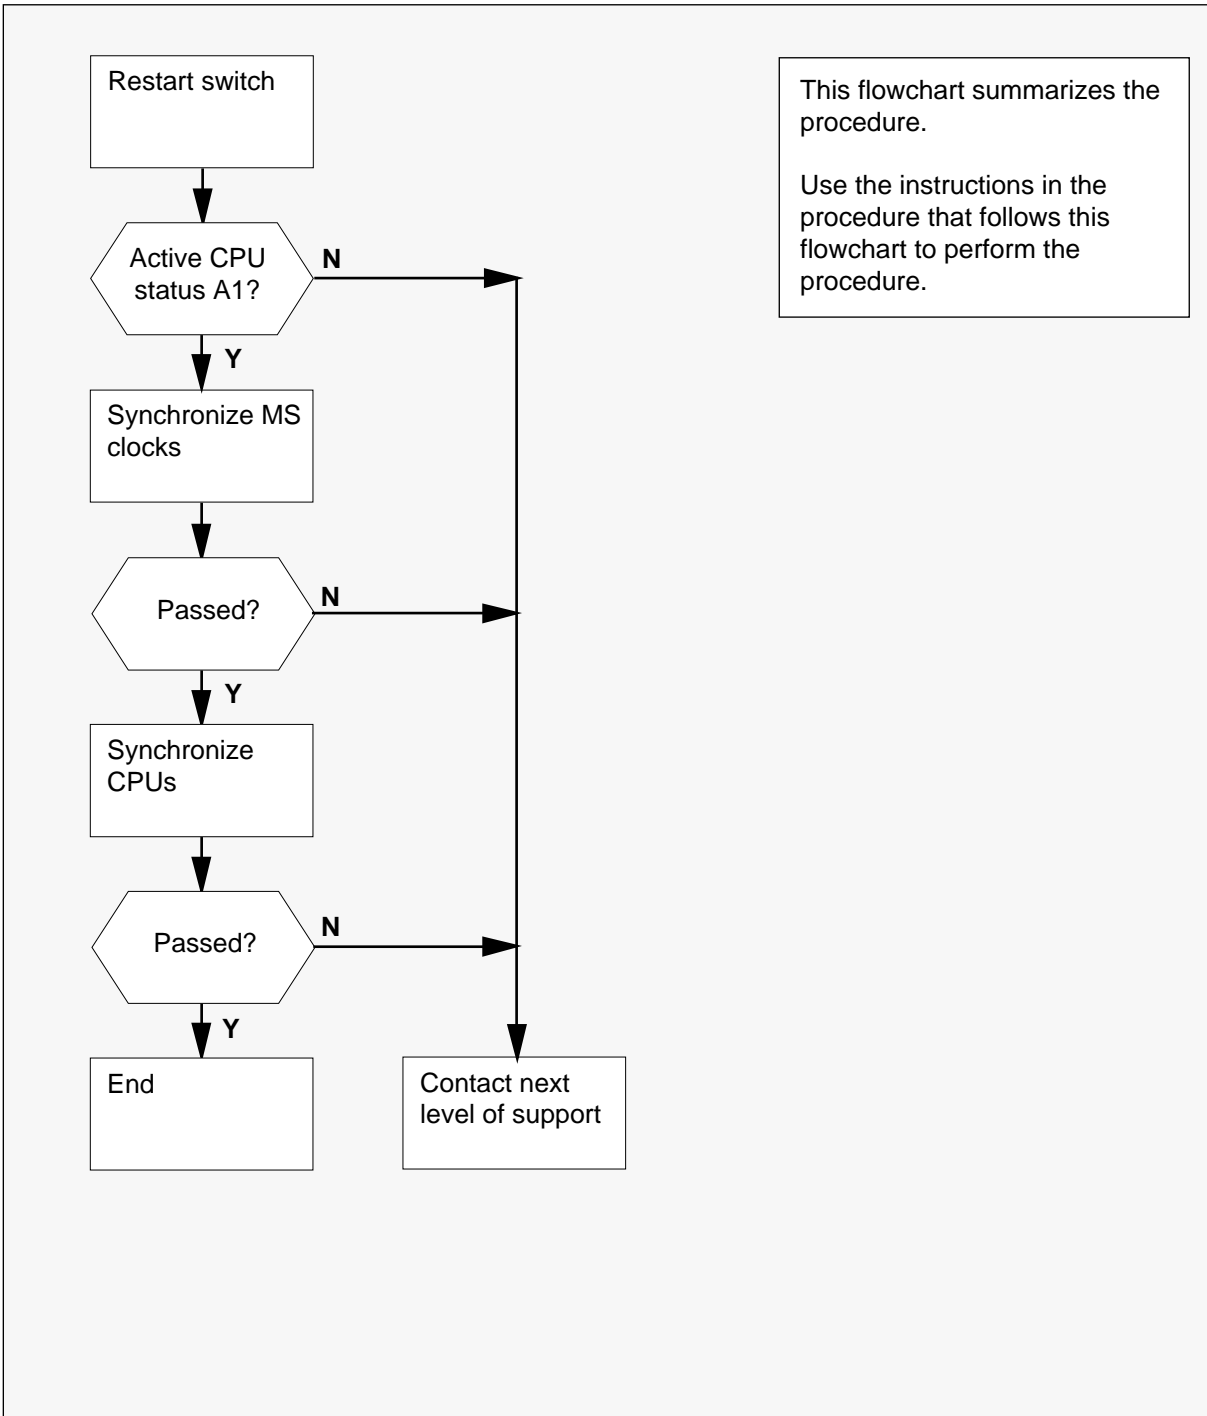 Restart switch
This flowchart summarizes the
procedure.
Use the instructions in the
procedure that follows this
flowchart to perform the
procedure.
Active CPU
status A1?
N
Y
Synchronize MS
clocks
Passed?
N
Y
Synchronize
CPUs
Passed?
N
Y
End
Contact next
level of support